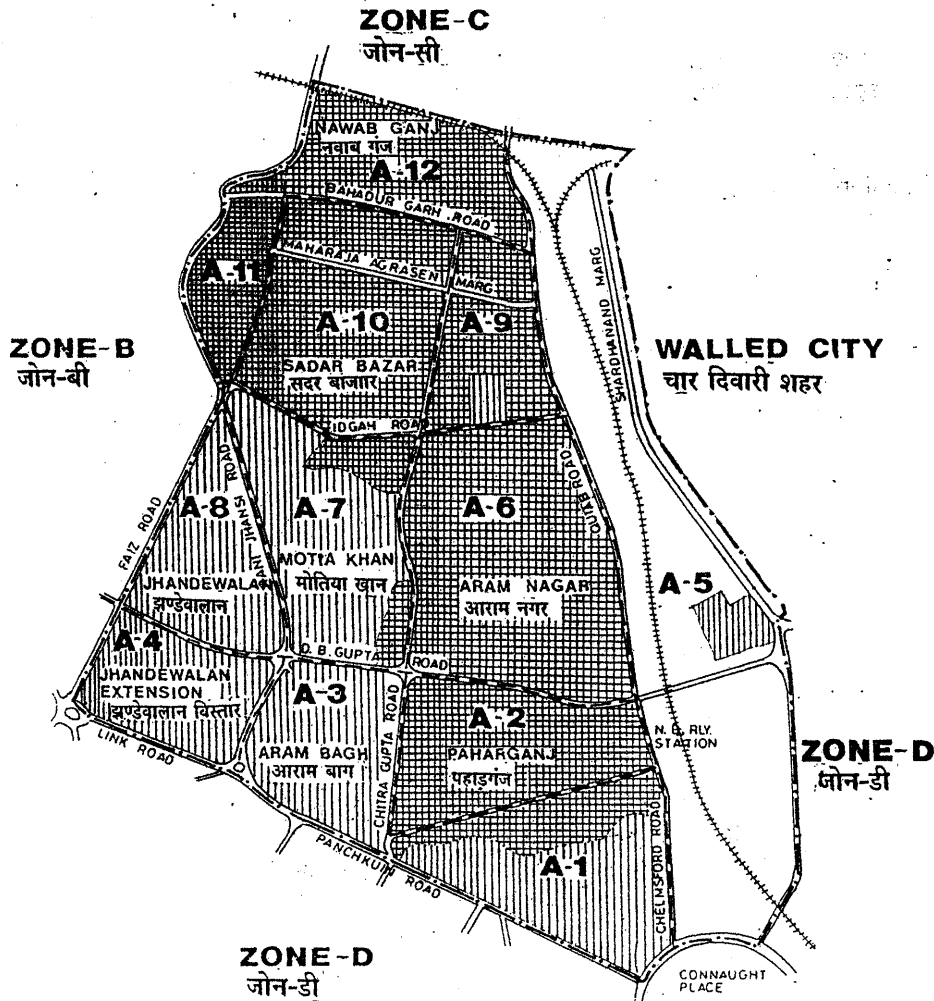 ZONE-C
जोन-सी
NAWAB GANJ
नवाब गंज
A-12
BAHADUR GARH ROAD
MAHARAJA AGRASEN MARG
A-11
A-10
A-9
SHARDHANAND MARG
ZONE-B
जोन-बी
SADAR BAZAR
सदर बाजाार
WALLED CITY
चार दिवारी शहर
IDGAH ROAD
FAIZ ROAD
A-8
RANI JHANSI ROAD
A-7
A-6
QUTAB ROAD
MOTIA KHAN
मोतिया खान
JHANDEWALAN
झण्डेवालान
ARAM NAGAR
आराम नगर
A-5
A-4
D.B.GUPTA ROAD
JHANDEWALAN
EXTENSION
झण्डेवालान विस्तार
A-3
A-2
LINK ROAD
ARAM BAGH
आराम बाग
CHITRA GUPTA ROAD
PAHARGANJ
पहाड़गंज
N. D. RLY.
STATION
ZONE-D
जोन-डी
PANCHKUIN ROAD
A-1
CHELMSFORD ROAD
ZONE-D
जोन-डी
CONNAUGHT
PLACE